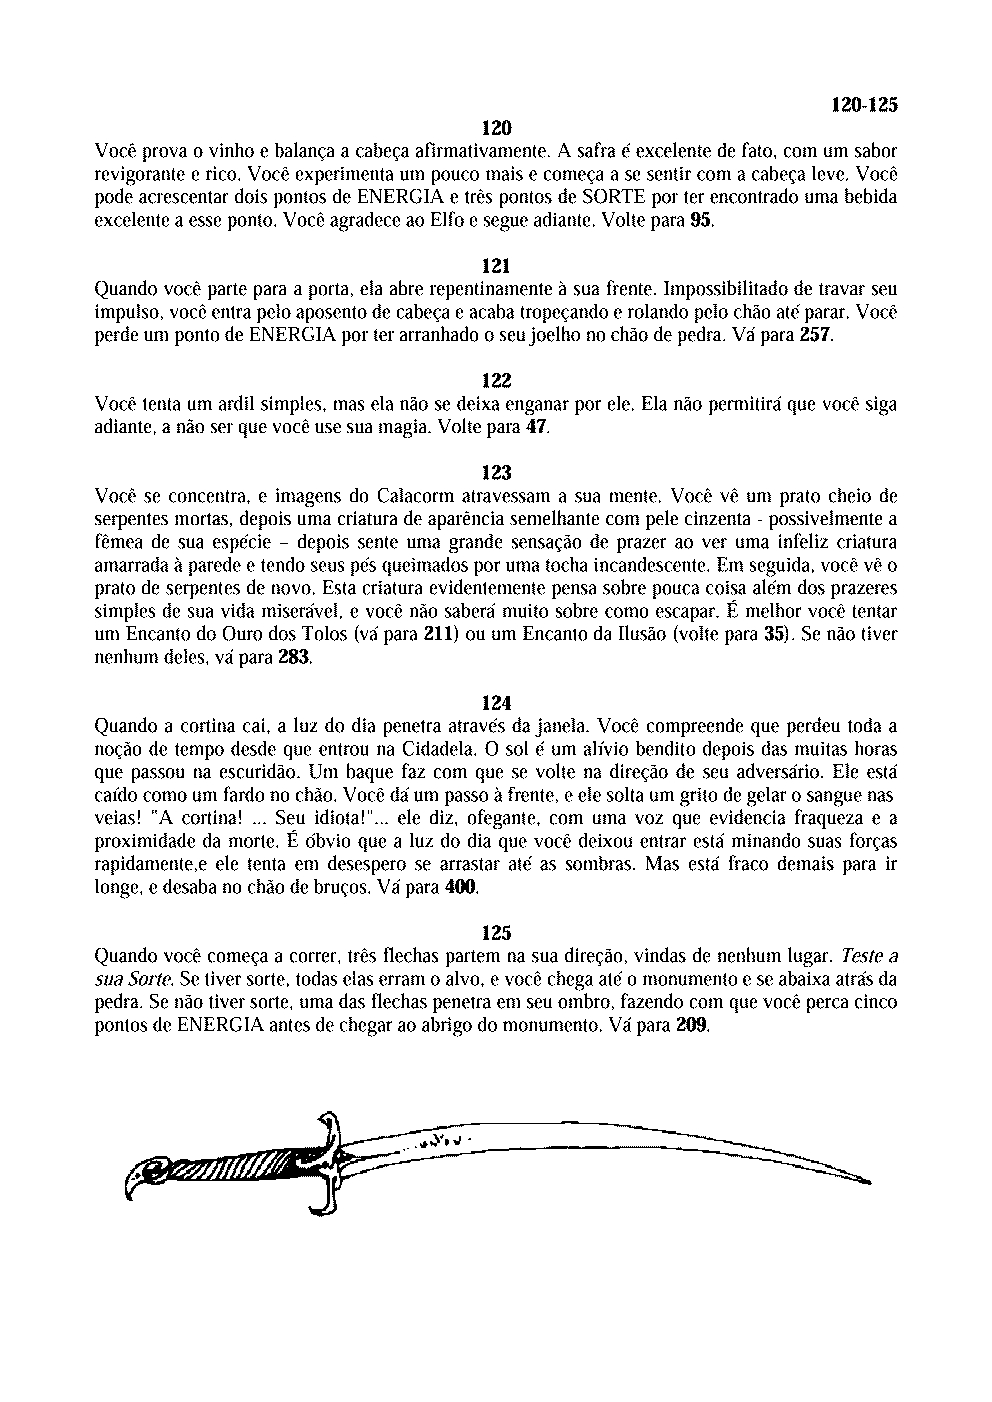 120-125
120
Você prova o vinho e balança a cabeça afirmativamente. A safra é excelente de fato, com um sabor
revigorante e rico. Você experimenta um pouco mais e começa a se sentir com a cabeça leve. Você
pode acrescentar dois pontos de ENERGIA e três pontos de SORTE por ter encontrado uma bebida
excelente a esse ponto. Você agradece ao Elfo e segue adiante. Volte para 95.
121
Quando você parte para a porta, ela abre repentinamente à sua frente. Impossibilitado de travar seu
impulso, você entra pelo aposento de cabeça e acaba tropeçando e rolando pelo chão até parar. Você
perde um ponto de ENERGIA por ter arranhado o seu joelho no chão de pedra. Vá para 257.
122
Você tenta um ardil simples, mas ela não se deixa enganar por ele. Ela não permitirá que você siga
adiante, a não ser que você use sua magia. Volte para 47.
123
Você se concentra, e imagens do Calacorm atravessam a sua mente. Você vê um prato cheio de
serpentes mortas, depois uma criatura de aparência semelhante com pele cinzenta - possivelmente a
fêmea de sua espécie – depois sente uma grande sensação de prazer ao ver uma infeliz criatura
amarrada à parede e tendo seus pés queimados por uma tocha incandescente. Em seguida, você vê o
prato de serpentes de novo. Esta criatura evidentemente pensa sobre pouca coisa além dos prazeres
simples de sua vida miserável, e você não saberá muito sobre como escapar. É melhor você tentar
um Encanto do Ouro dos Tolos (vá para 211) ou um Encanto da Ilusão (volte para 35). Se não tiver
nenhum deles, vá para 283.
124
Quando a cortina cai, a luz do dia penetra através da janela. Você compreende que perdeu toda a
noção de tempo desde que entrou na Cidadela. O sol é um alívio bendito depois das muitas horas
que passou na escuridão. Um baque faz com que se volte na direção de seu adversário. Ele está
caído como um fardo no chão. Você dá um passo à frente, e ele solta um grito de gelar o sangue nas
veias! "A cortina! ... Seu idiota!"... ele diz, ofegante, com uma voz que evidencia fraqueza e a
proximidade da morte. É óbvio que a luz do dia que você deixou entrar está minando suas forças
rapidamente,e ele tenta em desespero se arrastar até as sombras. Mas está fraco demais para ir
longe, e desaba no chão de bruços. Vá para 400.
125
Quando você começa a correr, três flechas partem na sua direção, vindas de nenhum lugar. Teste a
sua Sorte. Se tiver sorte, todas elas erram o alvo, e você chega até o monumento e se abaixa atrás da
pedra. Se não tiver sorte, uma das flechas penetra em seu ombro, fazendo com que você perca cinco
pontos de ENERGIA antes de chegar ao abrigo do monumento. Vá para 209.